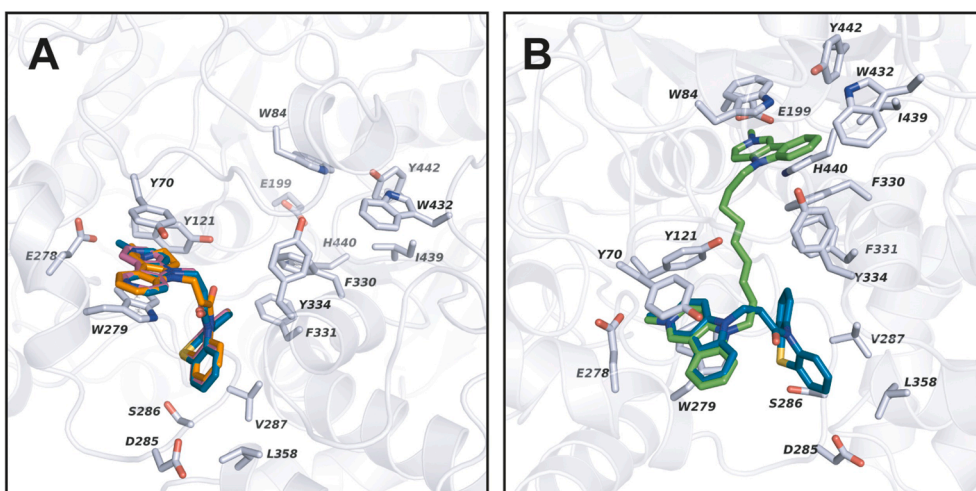 A
W84
Y442
Y70
E199
W432
Y121
E278
H440
I439
F330
W279
Y334
F331
S286
V287
D285
L358
B
Y442
W84
W432
E199
I439
H440
F330
Y121
Y70
F331
Y334
V287
E278
L358
W279
S286
D285